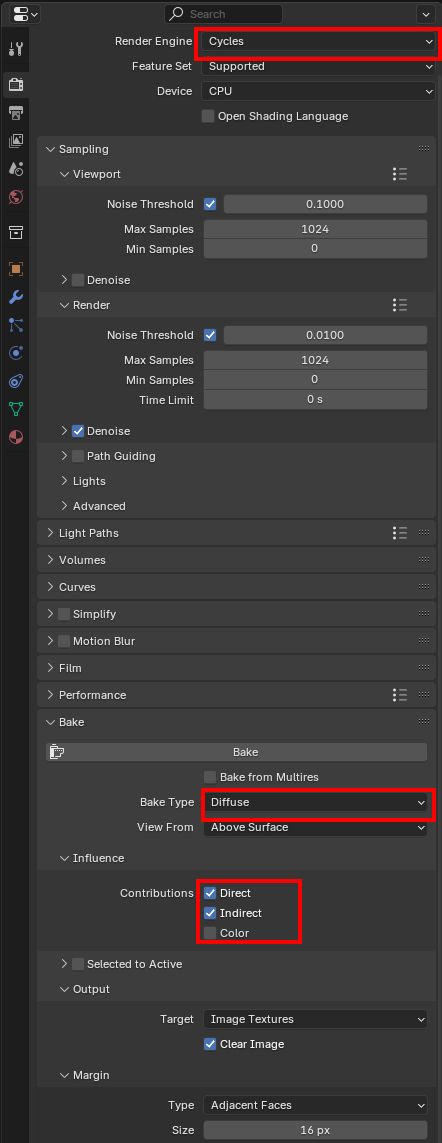 Search
Render Engine Cycles
Feature Set Supported
Device CPU
Open Shading Language
Sampling
Viewport
Noise Threshold 0.1000
Max Samples 1024
Min Samples 0
Denoise
Render
Noise Threshold 0.0100
Max Samples 1024
Min Samples 0
Time Limit 0 s
Denoise
Path Guiding
Lights
Advanced
Light Paths
Volumes
Curves
Simplify
Motion Blur
Film
Performance
Bake
Bake
Bake from Multires
Bake Type Diffuse
View From Above Surface
Influence
Contributions Direct
Indirect
Color
Selected to Active
Output
Target Image Textures
Clear Image
Margin
Type Adjacent Faces
Size 16 px